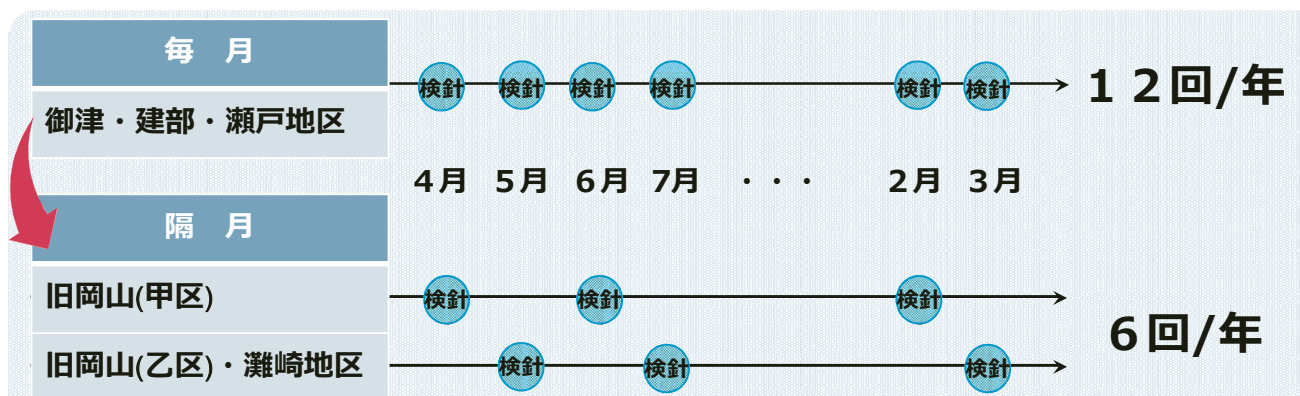 毎　月
検針 検針 検針 検針 検針 検針
１２回/年
御津・建部・瀬戸地区
４月 ５月 ６月 7月 ・・・ ２月 ３月
隔　月
旧岡山(甲区)
検針 検針 検針
６回/年
旧岡山(乙区)・灘崎地区
検針 検針 検針